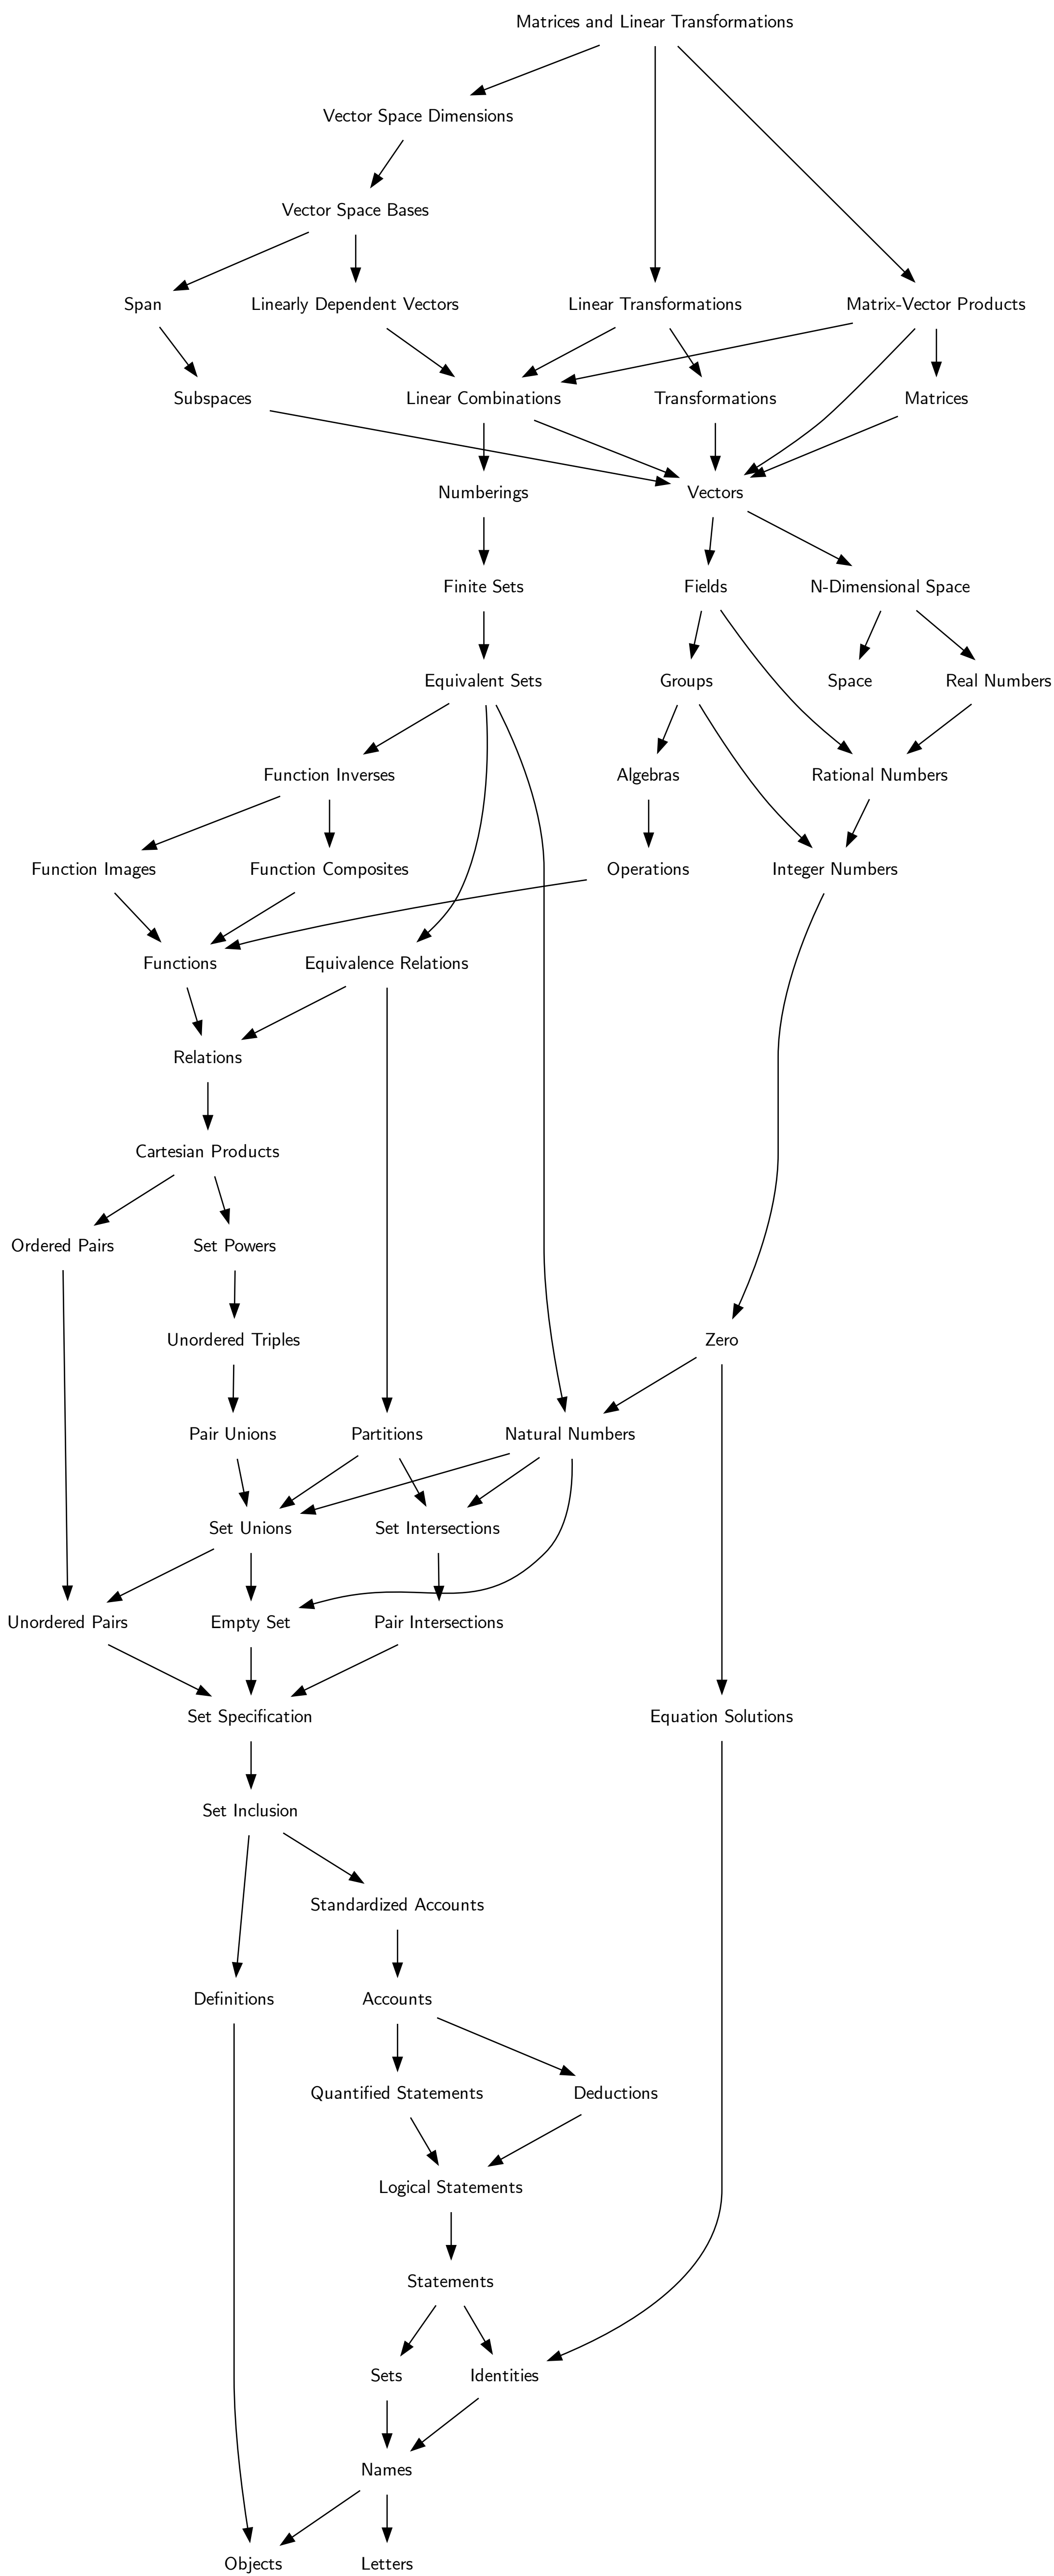 Matrices and Linear Transformations
Vector Space Dimensions
Vector Space Bases
Span
Linearly Dependent Vectors
Linear Transformations
Matrix-Vector Products
Subspaces
Linear Combinations
Transformations
Matrices
Numberings
Vectors
Finite Sets
Fields
N-Dimensional Space
Equivalent Sets
Groups
Space
Real Numbers
Function Inverses
Algebras
Rational Numbers
Function Images
Function Composites
Operations
Integer Numbers
Functions
Equivalence Relations
Relations
Cartesian Products
Ordered Pairs
Set Powers
Unordered Triples
Zero
Pair Unions
Partitions
Natural Numbers
Set Unions
Set Intersections
Unordered Pairs
Empty Set
Pair Intersections
Set Specification
Equation Solutions
Set Inclusion
Standardized Accounts
Definitions
Accounts
Quantified Statements
Deductions
Logical Statements
Statements
Sets
Identities
Names
Objects
Letters